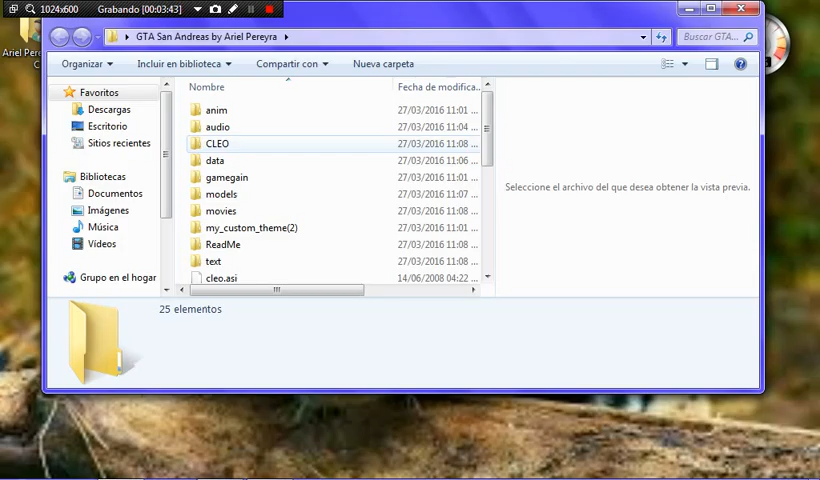 1024x600 Grabando [00:03:43]
Ariel Pere
GTA San Andreas by Ariel Pereyra
Buscar GTA...
Organizar
Incluir en biblioteca
Compartir con
Nueva carpeta
Favoritos
Descargas
Escritorio
Sitios recientes
Bibliotecas
Documentos
Imágenes
Música
Vídeos
Grupo en el hogar
Nombre Fecha de modifica...
anim 27/03/2016 11:01 ...
audio 27/03/2016 11:04 ...
CLEO 27/03/2016 11:08 ...
data 27/03/2016 11:06 ...
gamegain 27/03/2016 11:01 ...
models 27/03/2016 11:07 ...
movies 27/03/2016 11:08 ...
my_custom_theme(2) 27/03/2016 11:01 ...
ReadMe 27/03/2016 11:08 ...
text 27/03/2016 11:08 ...
cleo.asi 14/06/2008 04:22 ...
Seleccione el archivo del que desea obtener la vista previa.
25 elementos